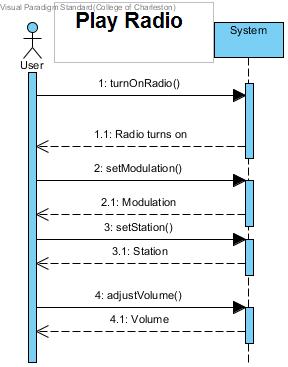 Visual Paradigm Standard(College of Charleston)
Play Radio
System
User
1: turnOnRadio()
1.1: Radio turns on
2: setModulation()
2.1: Modulation
3: setStation()
3.1: Station
4: adjustVolume()
4.1: Volume